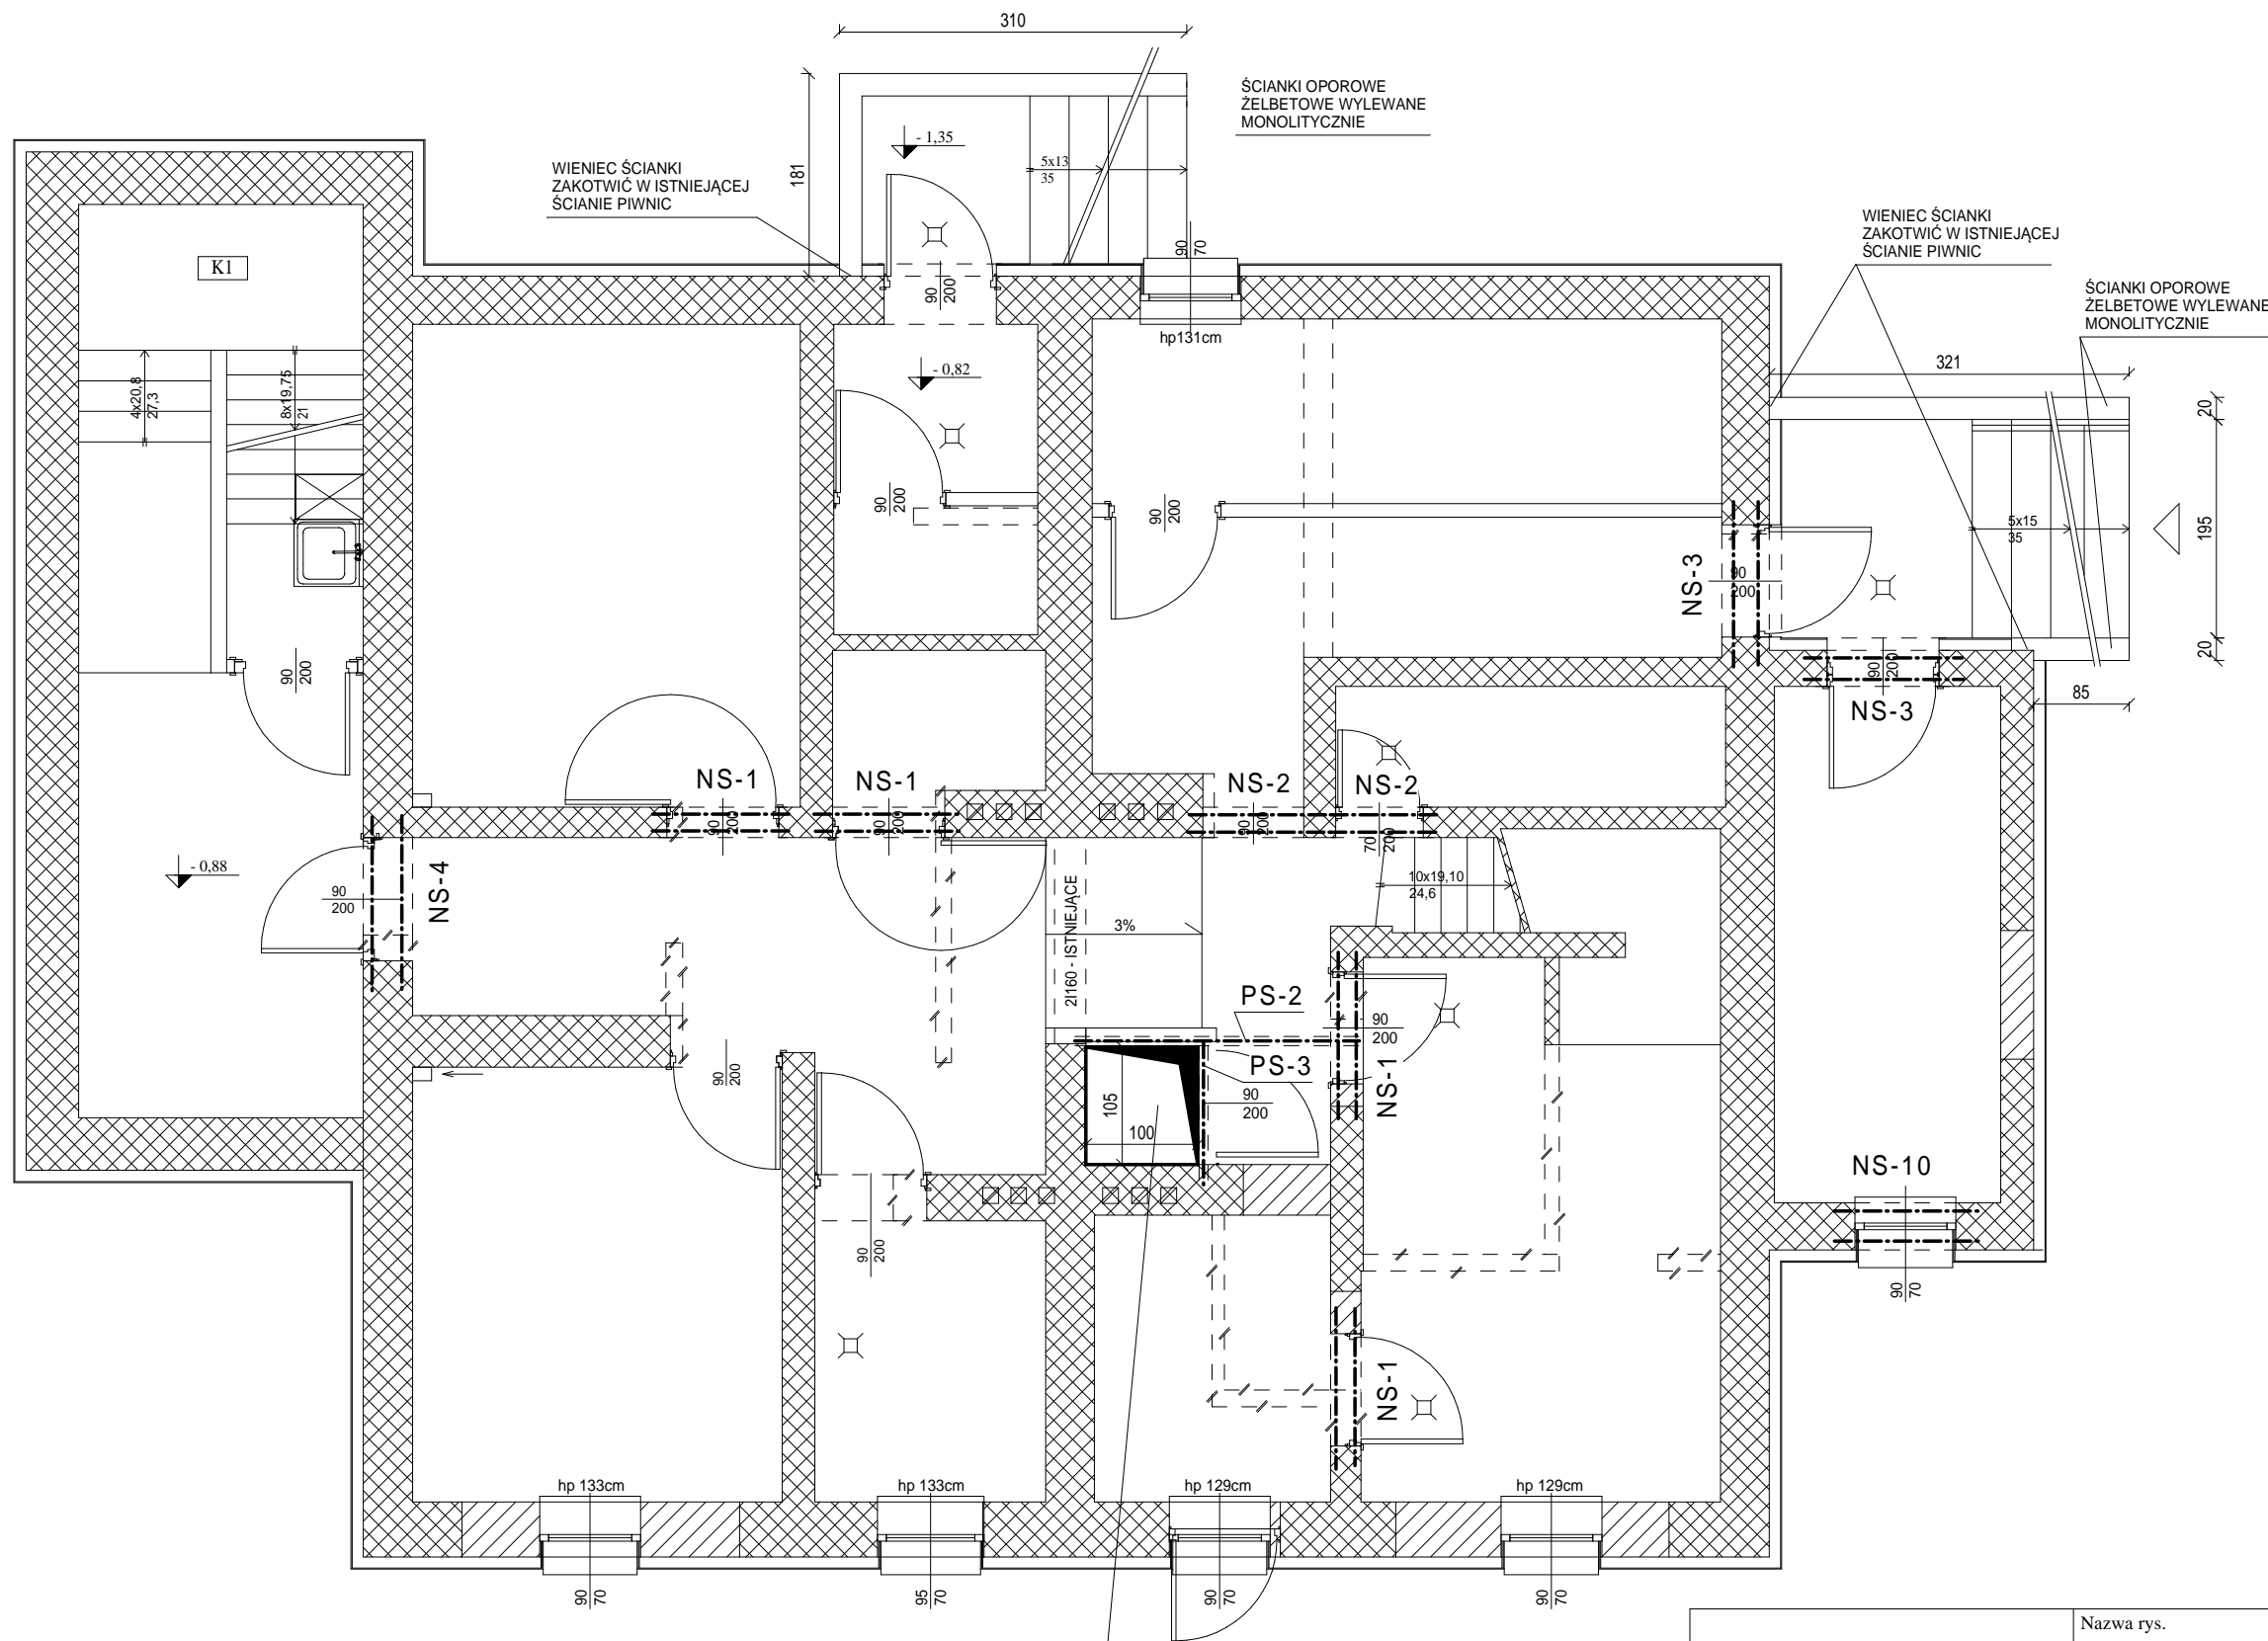 310
ŚCIANKI OPOROWE
ŻELBETOWE WYLEWANE
MONOLITYCZNIE
181
- 1,35
5x13
35
WIENIEC ŚCIANKI
ZAKOTWIĆ W ISTNIEJĄCEJ
ŚCIANIE PIWNIC
WIENIEC ŚCIANKI
ZAKOTWIĆ W ISTNIEJĄCEJ
ŚCIANIE PIWNIC
K1
90
70
90
200
ŚCIANKI OPOROWE
ŻELBETOWE WYLEWANE
MONOLITYCZNIE
hp131cm
321
- 0,82
4x20,8
27,3
8x19,75
21
20
195
20
90
200
90
200
5x15
35
NS-3
90
200
90
200
90
200
NS-3
85
NS-1
90
200
NS-1
90
200
NS-2
90
200
NS-2
70
200
- 0,88
90
200
NS-4
2I160 - ISTNIEJĄCE
3%
10x19,10
24,6
PS-2
90
200
NS-1
90
200
PS-3
90
200
105
100
NS-10
90
200
90
70
NS-1
hp 133cm
hp 133cm
hp 129cm
hp 129cm
90
70
95
70
90
70
90
70
Nazwa rys.